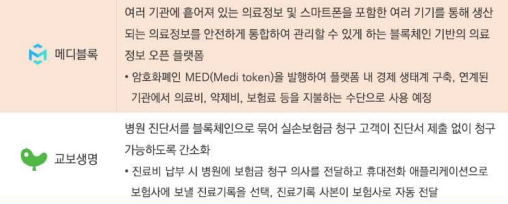 여러 기관에 흩어져 있는 의료정보 및 스마트폰을 포함한 여러 기기를 통해 생산
되는 의료정보를 안전하게 통합하여 관리할 수 있게 하는 블록체인 기반의 의료
정보 오픈 플랫폼
메디블록
• 암호화폐인 MED(Medi token)을 발행하여 플랫폼 내 경제 생태계 구축, 연계된
기관에서 의료비, 약제비, 보험료 등을 지불하는 수단으로 사용 예정
병원 진단서를 블록체인으로 묶어 실손보험금 청구 고객이 진단서 제출 없이 청구
가능하도록 간소화
교보생명
• 진료비 납부 시 병원에 보험금 청구 의사를 전달하고 휴대전화 애플리케이션으로
보험사에 보낼 진료기록을 선택, 진료기록 사본이 보험사로 자동 전달